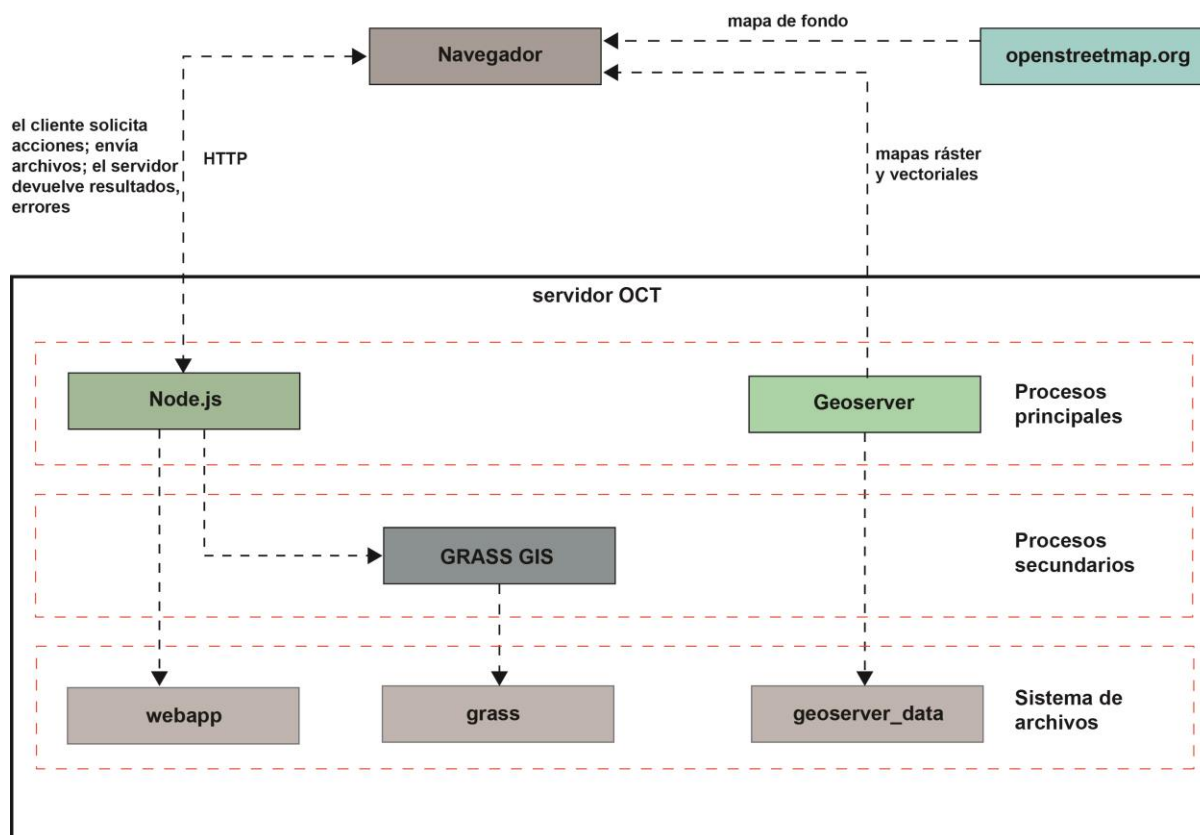 mapa de fondo
Navegador
openstreetmap.org
el cliente solicita
acciones; envía
archivos; el servidor
devuelve resultados,
errores
HTTP
mapas ráster
y vectoriales
servidor OCT
Node.js
Geoserver
Procesos
principales
GRASS GIS
Procesos
secundarios
webapp
grass
geoserver_data
Sistema de
archivos